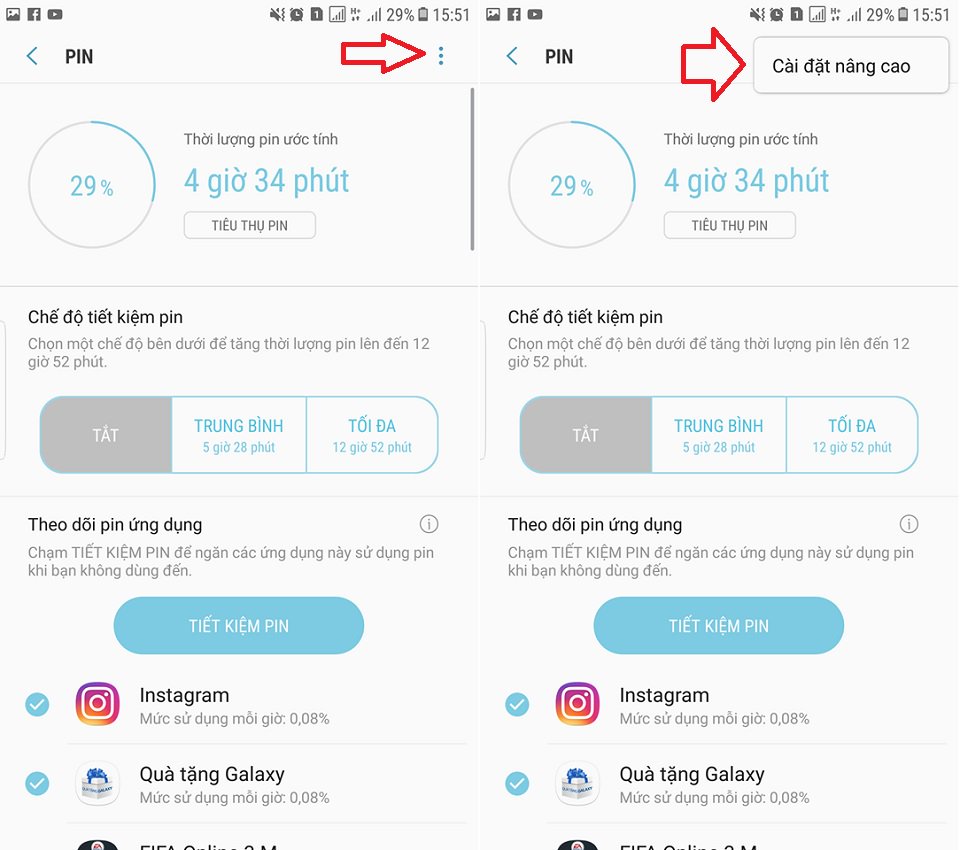 29% 15:51
PIN
Thời lượng pin ước tính
29%
4 giờ 34 phút
TIÊU THỤ PIN
Chế độ tiết kiệm pin
Chọn một chế độ bên dưới để tăng thời lượng pin lên đến 12
giờ 52 phút.
TẮT
TRUNG BÌNH
5 giờ 28 phút
TỐI ĐA
12 giờ 52 phút
Theo dõi pin ứng dụng
Chạm TIẾT KIỆM PIN để ngăn các ứng dụng này sử dụng pin
khi bạn không dùng đến.
TIẾT KIỆM PIN
Instagram
Mức sử dụng mỗi giờ: 0,08%
Quà tặng Galaxy
Mức sử dụng mỗi giờ: 0,08%
FIFA Online 3 M
29% 15:51
PIN
Cài đặt nâng cao
Thời lượng pin ước tính
29%
4 giờ 34 phút
TIÊU THỤ PIN
Chế độ tiết kiệm pin
Chọn một chế độ bên dưới để tăng thời lượng pin lên đến 12
giờ 52 phút.
TẮT
TRUNG BÌNH
5 giờ 28 phút
TỐI ĐA
12 giờ 52 phút
Theo dõi pin ứng dụng
Chạm TIẾT KIỆM PIN để ngăn các ứng dụng này sử dụng pin
khi bạn không dùng đến.
TIẾT KIỆM PIN
Instagram
Mức sử dụng mỗi giờ: 0,08%
Quà tặng Galaxy
Mức sử dụng mỗi giờ: 0,08%
FIFA Online 3 M